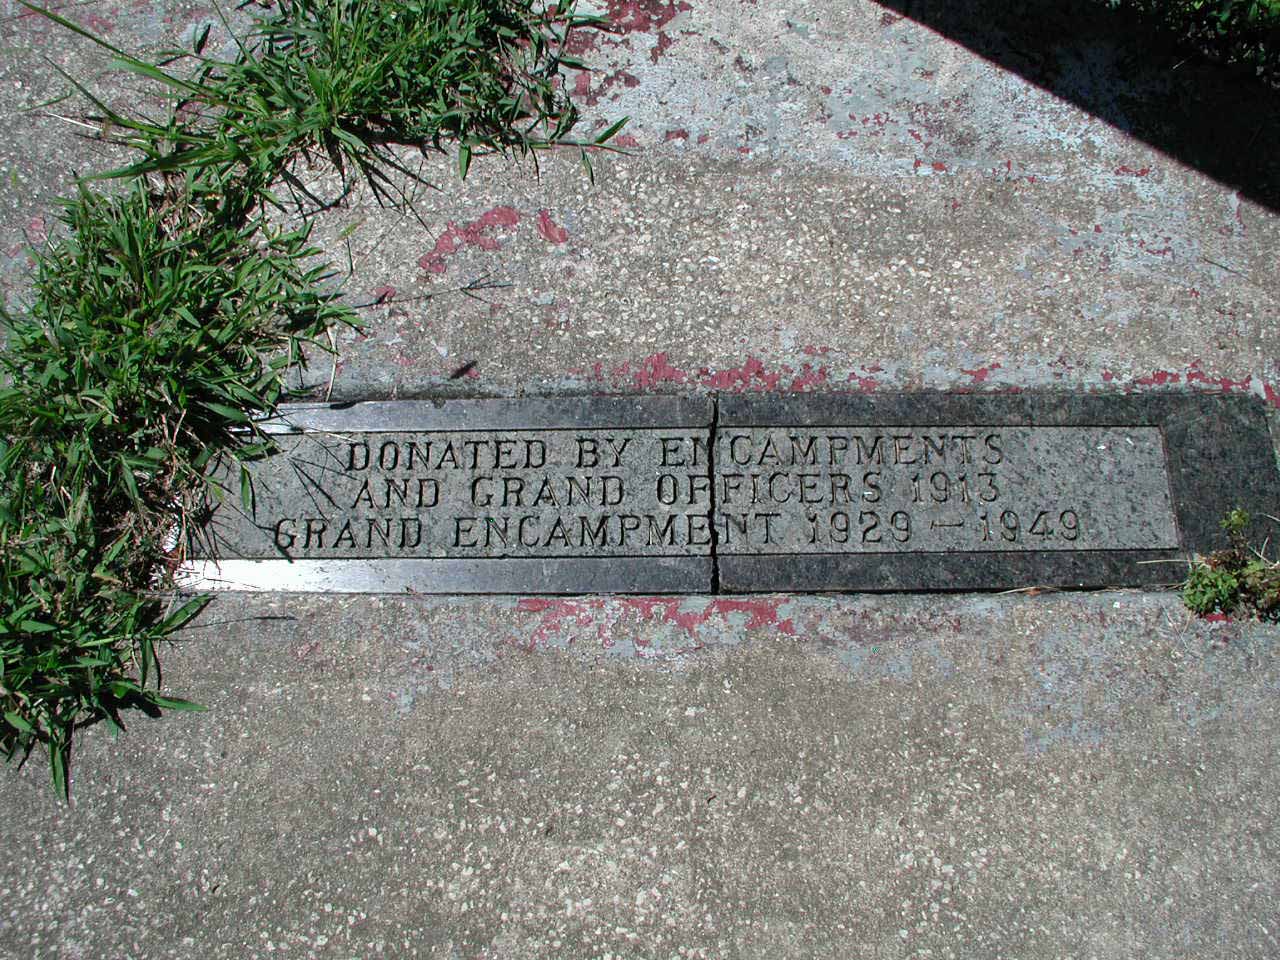 DONATED BY ENCAMPMENTS
AND GRAND OFFICERS 1913
GRAND ENCAMPMENT 1929 — 1949